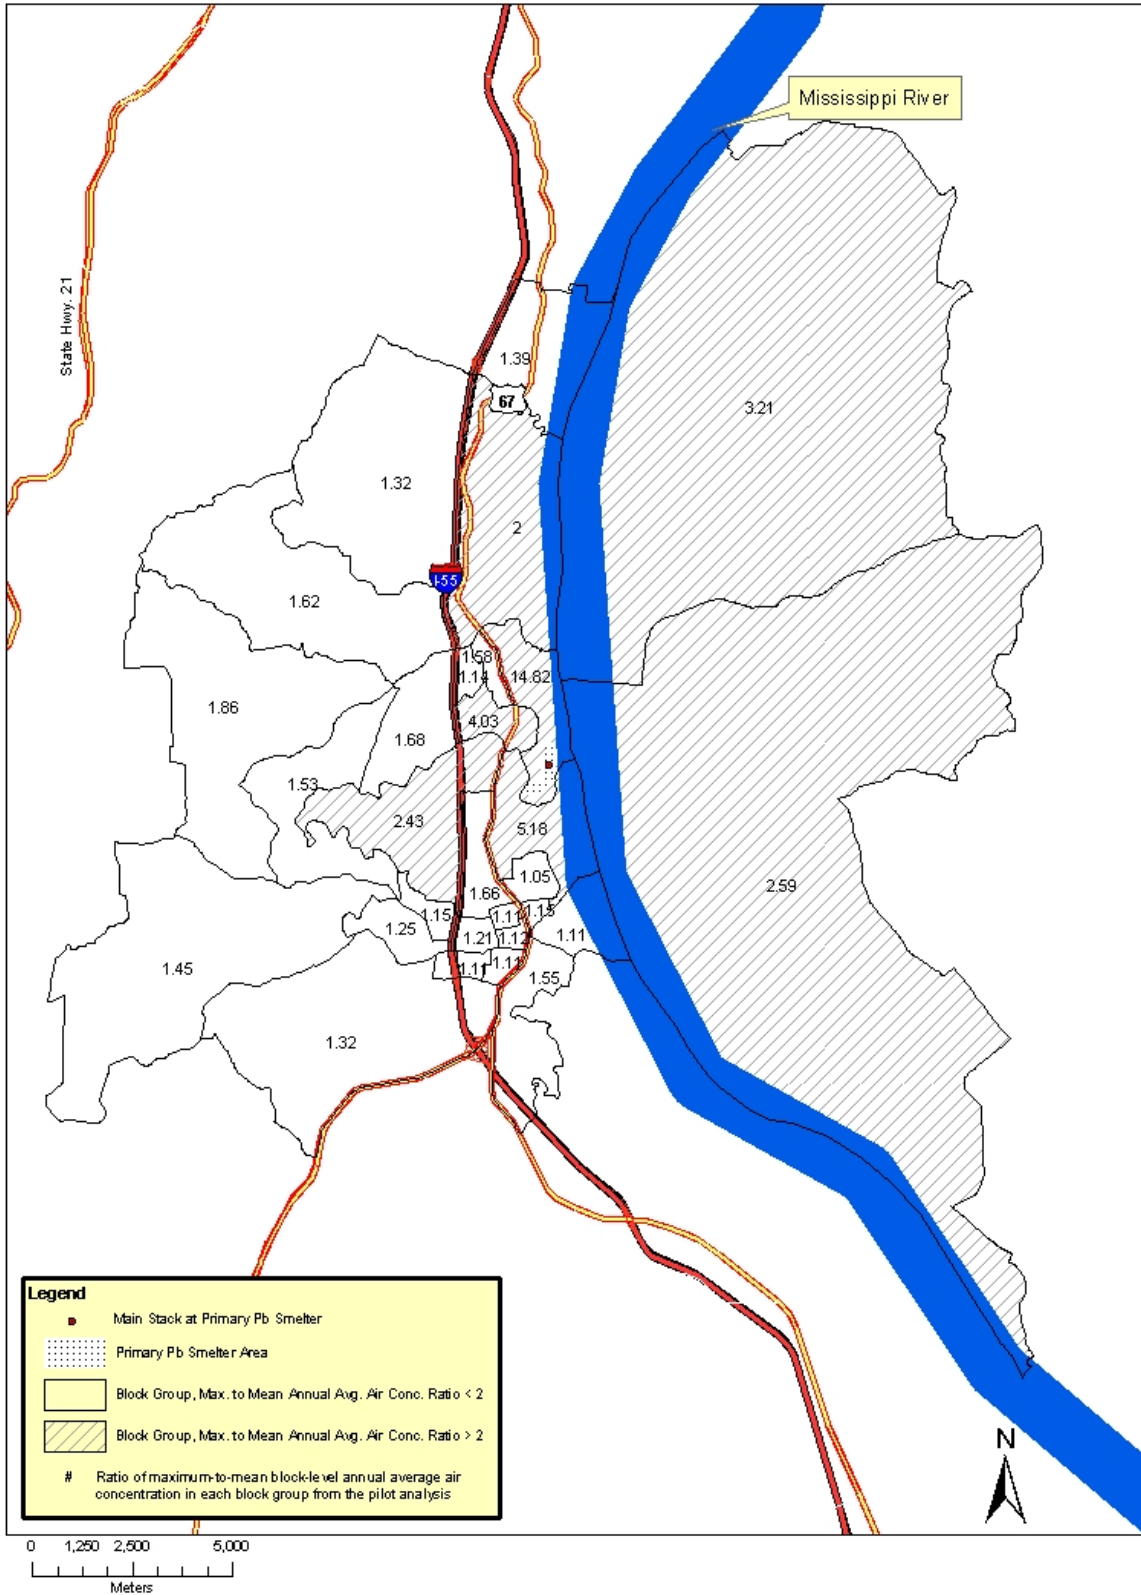 Mississippi River
State Hwy. 21
1.39
67
3.21
1.32
2
I-55
1.62
1.58
1.14
14.82
1.86
4.03
1.68
1.53
2.43
5.18
1.05
2.59
1.66
1.15
1.11
1.15
1.25
1.21
1.12
1.11
1.11
1.11
1.45
1.55
1.32
Legend
Main Stack at Primary Pb Smelter
Primary Pb Smelter Area
Block Group, Max. to Mean Annual Avg. Air Conc. Ratio < 2
Block Group, Max. to Mean Annual Avg. Air Conc. Ratio > 2
# Ratio of maximum-to-mean block-level annual average air
concentration in each block group from the pilot analysis
N
0 1,250 2,500 5,000
Meters